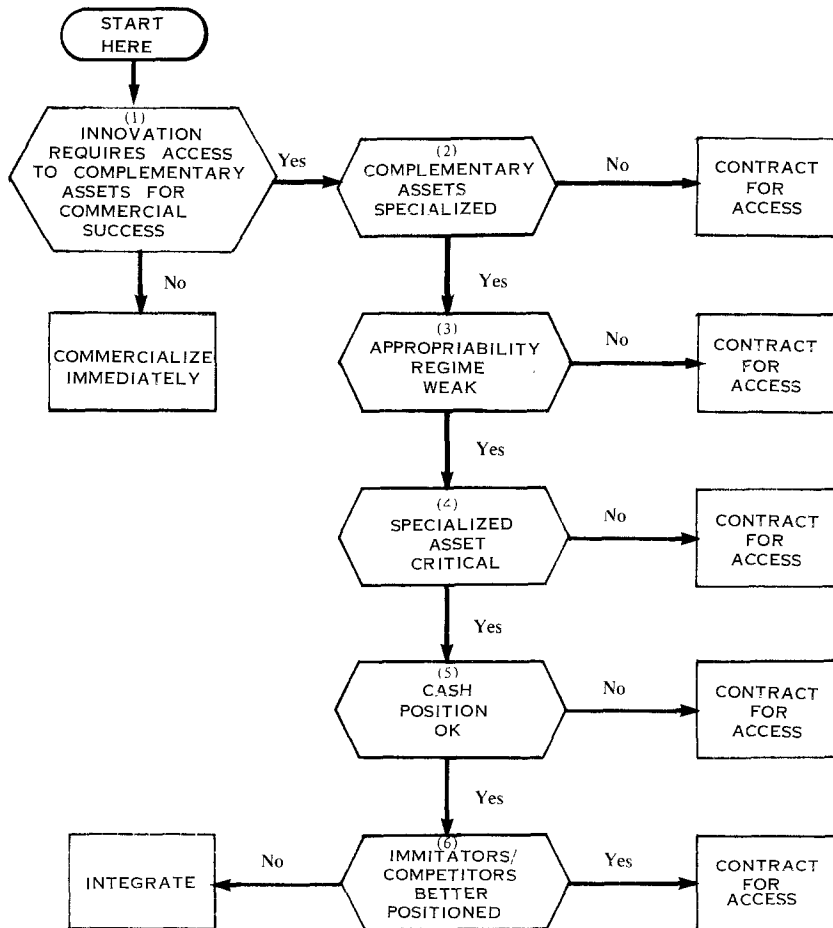 START
HERE
(1)
INNOVATION
REQUIRES ACCESS
TO COMPLEMENTARY
ASSETS FOR
COMMERCIAL
SUCCESS
Yes
(2)
COMPLEMENTARY
ASSETS
SPECIALIZED
No
CONTRACT
FOR
ACCESS
No
COMMERCIALIZE
IMMEDIATELY
Yes
(3)
APPROPRIABILITY
REGIME
WEAK
No
CONTRACT
FOR
ACCESS
Yes
(4)
SPECIALIZED
ASSET
CRITICAL
No
CONTRACT
FOR
ACCESS
Yes
(5)
CASH
POSITION
OK
No
CONTRACT
FOR
ACCESS
Yes
INTEGRATE
No
(6)
IMMITATORS/
COMPETITORS
BETTER
POSITIONED
Yes
CONTRACT
FOR
ACCESS